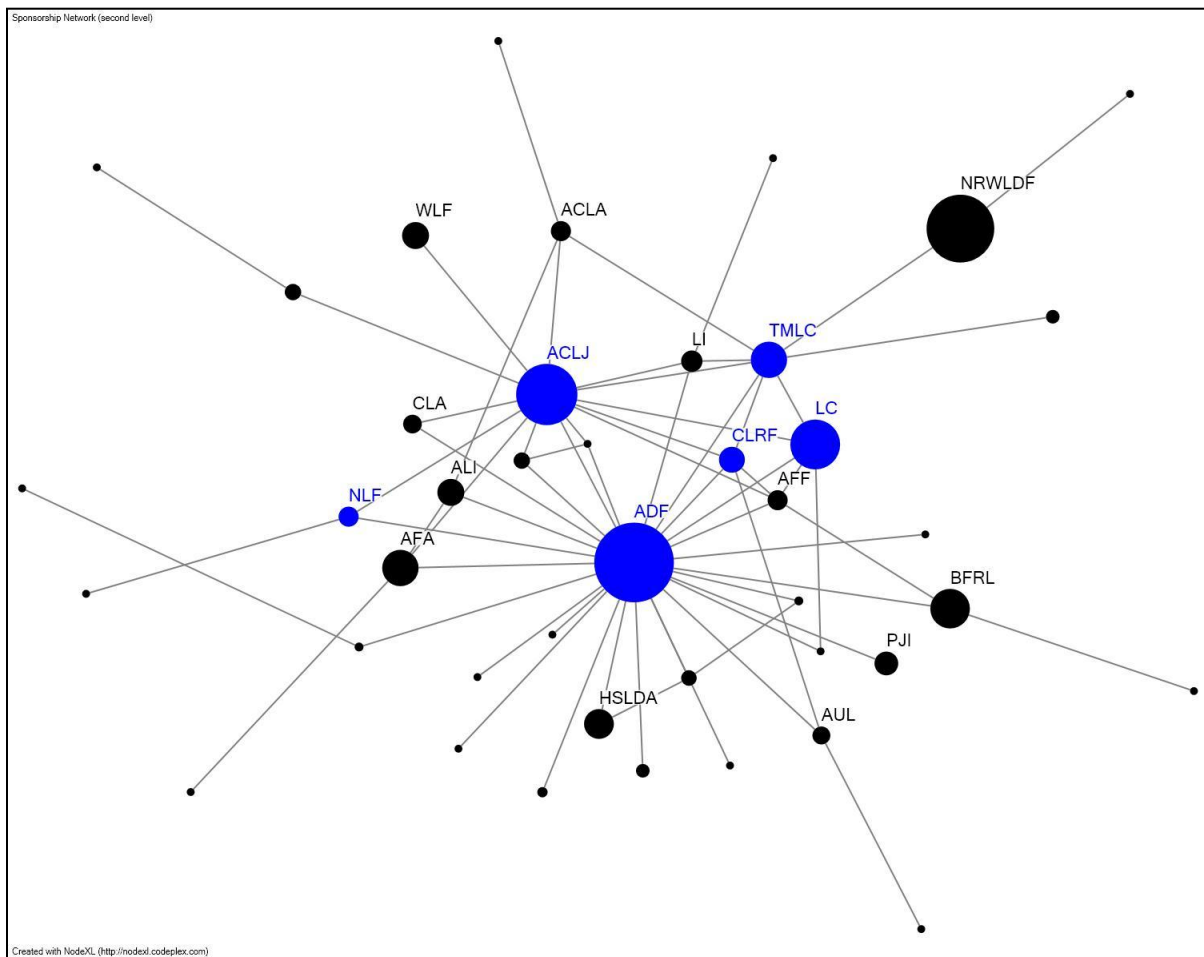 Sponsorship Network (second level)
NRWLDF
WLF
ACLA
TMLC
LI
ACLJ
CLA
LC
CLRF
ALI
AFF
NLF
ADF
AFA
BFRL
PJI
HSLDA
AUL
Created with NodeXL (http://nodexl.codeplex.com)